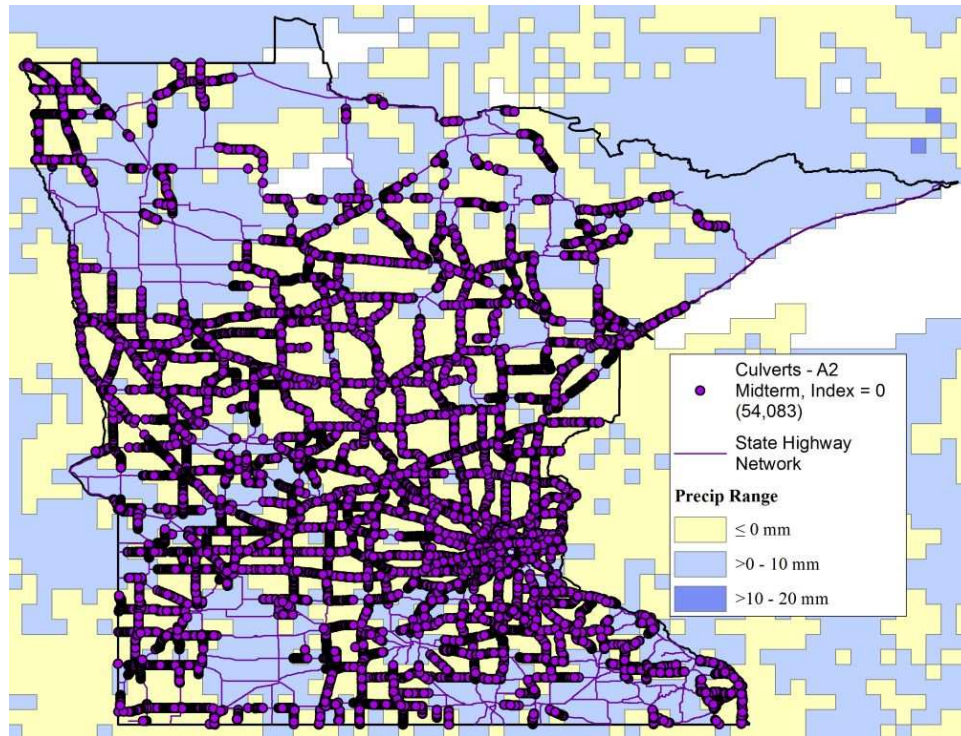 Culverts - A2
Midterm, Index = 0
(54,083)
State Highway
Network
Precip Range
≤ 0 mm
>0 - 10 mm
>10 - 20 mm